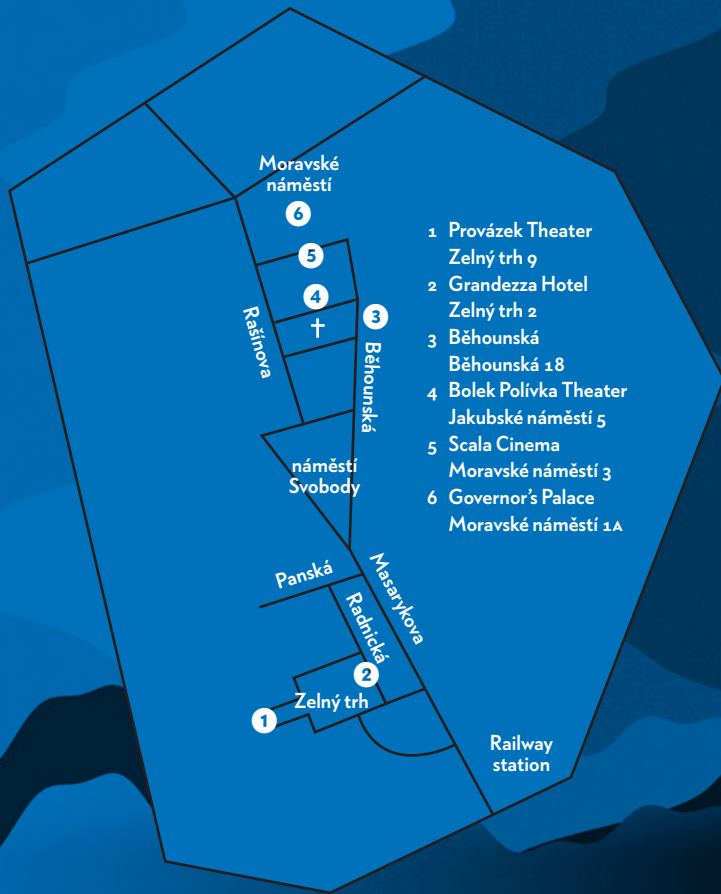 Moravské
náměstí
6
5
4
3
Rašínova
Běhounská
náměstí
Svobody
Panská
Masarykova
Radnická
2
Zelný trh
1
Railway
station
1 Provázek Theater
Zelný trh 9
2 Grandezza Hotel
Zelný trh 2
3 Běhounská
Běhounská 18
4 Bolek Polívka Theater
Jakubské náměstí 5
5 Scala Cinema
Moravské náměstí 3
6 Governor’s Palace
Moravské náměstí 1A